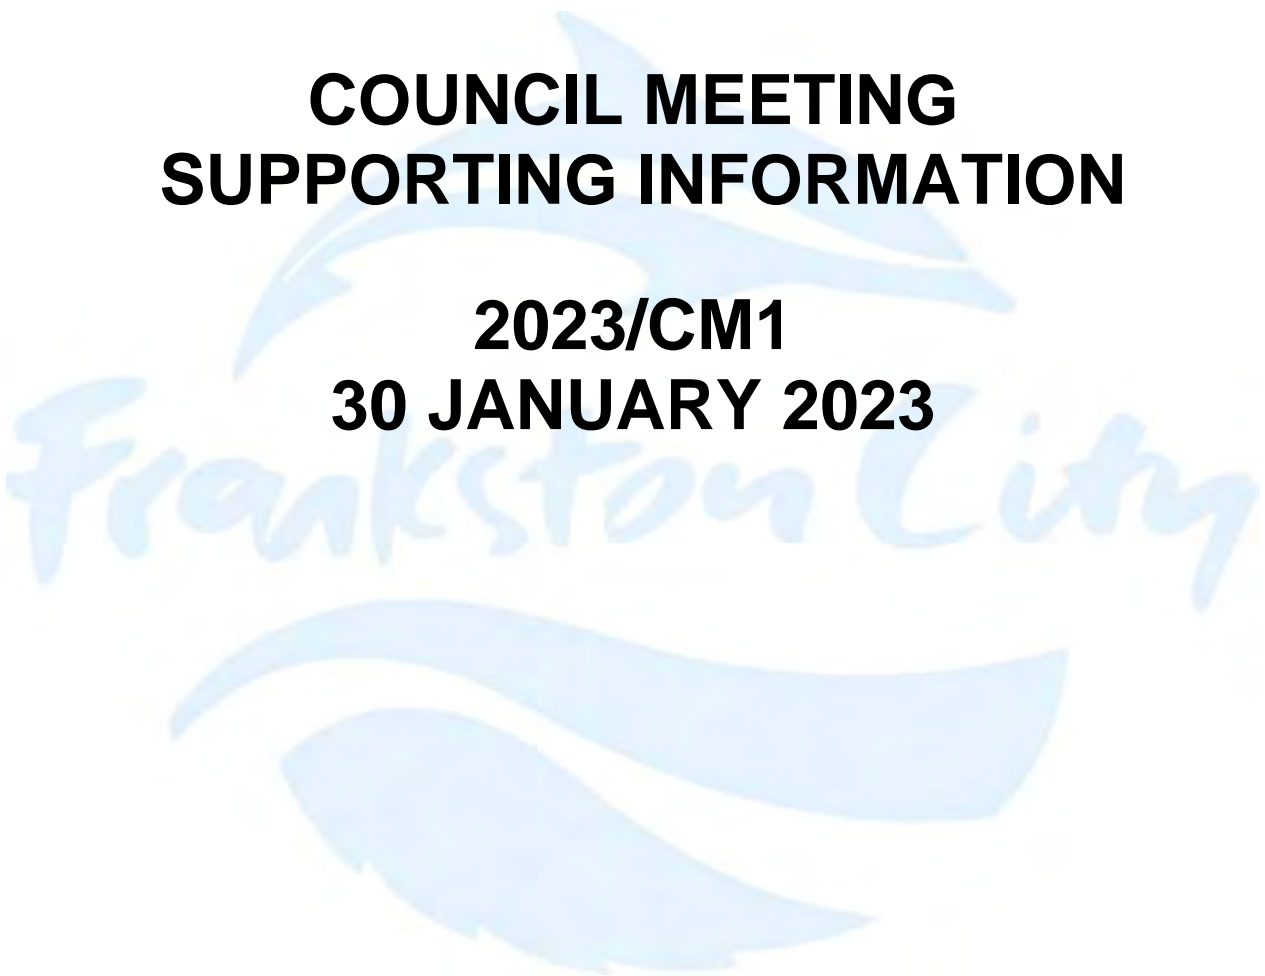 COUNCIL MEETING
SUPPORTING INFORMATION
2023/CM1
30 JANUARY 2023
Frankston City